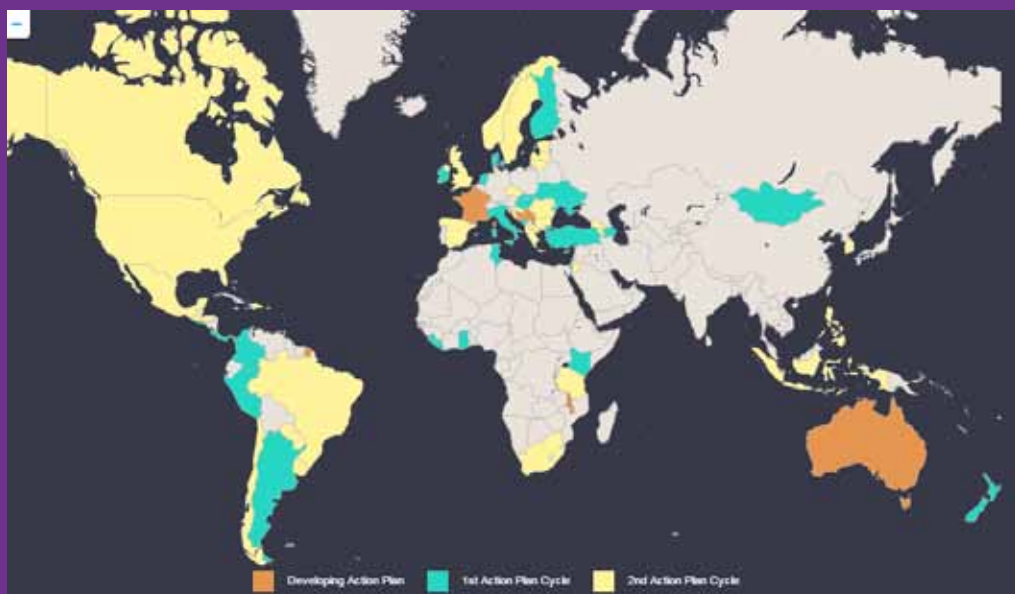 Developing Action Plan
1st Action Plan Cycle
2nd Action Plan Cycle